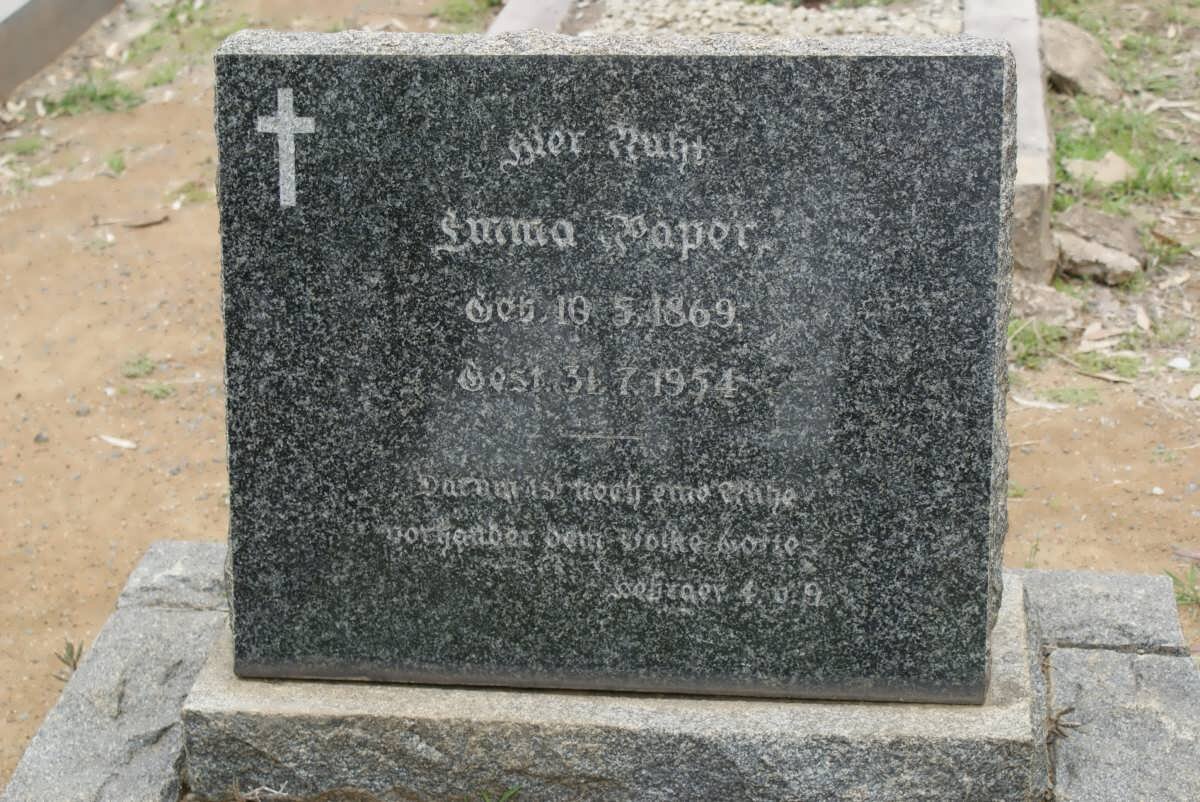 Hier Ruht
Emma Paper
Geb. 10.5.1869
Gest. 31.7.1954
Darum ist noch eine Ruhe
vorhanden dem Volke Gottes
Hebräer 4. v 9.